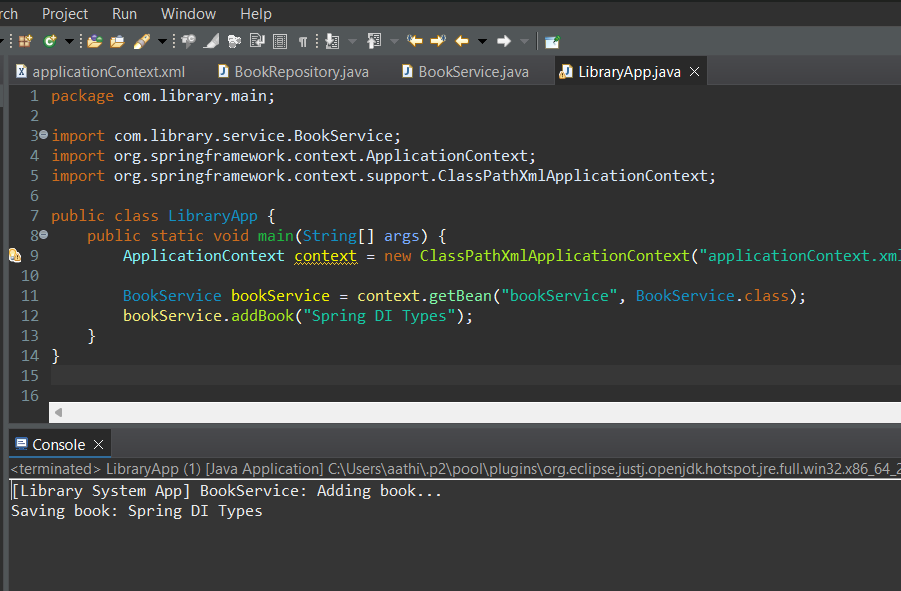 rch Project Run Window Help
applicationContext.xml BookRepository.java BookService.java LibraryApp.java
1 package com.library.main;
2
3 import com.library.service.BookService;
4 import org.springframework.context.ApplicationContext;
5 import org.springframework.context.support.ClassPathXmlApplicationContext;
6
7 public class LibraryApp {
8 public static void main(String[] args) {
9 ApplicationContext context = new ClassPathXmlApplicationContext("applicationContext.xml
10
11 BookService bookService = context.getBean("bookService", BookService.class);
12 bookService.addBook("Spring DI Types");
13 }
14 }
15
16
Console
<terminated> LibraryApp (1) [Java Application] C:\Users\aathi\.p2\pool\plugins\org.eclipse.justj.openjdk.hotspot.jre.full.win32.x86_64_2
[Library System App] BookService: Adding book...
Saving book: Spring DI Types